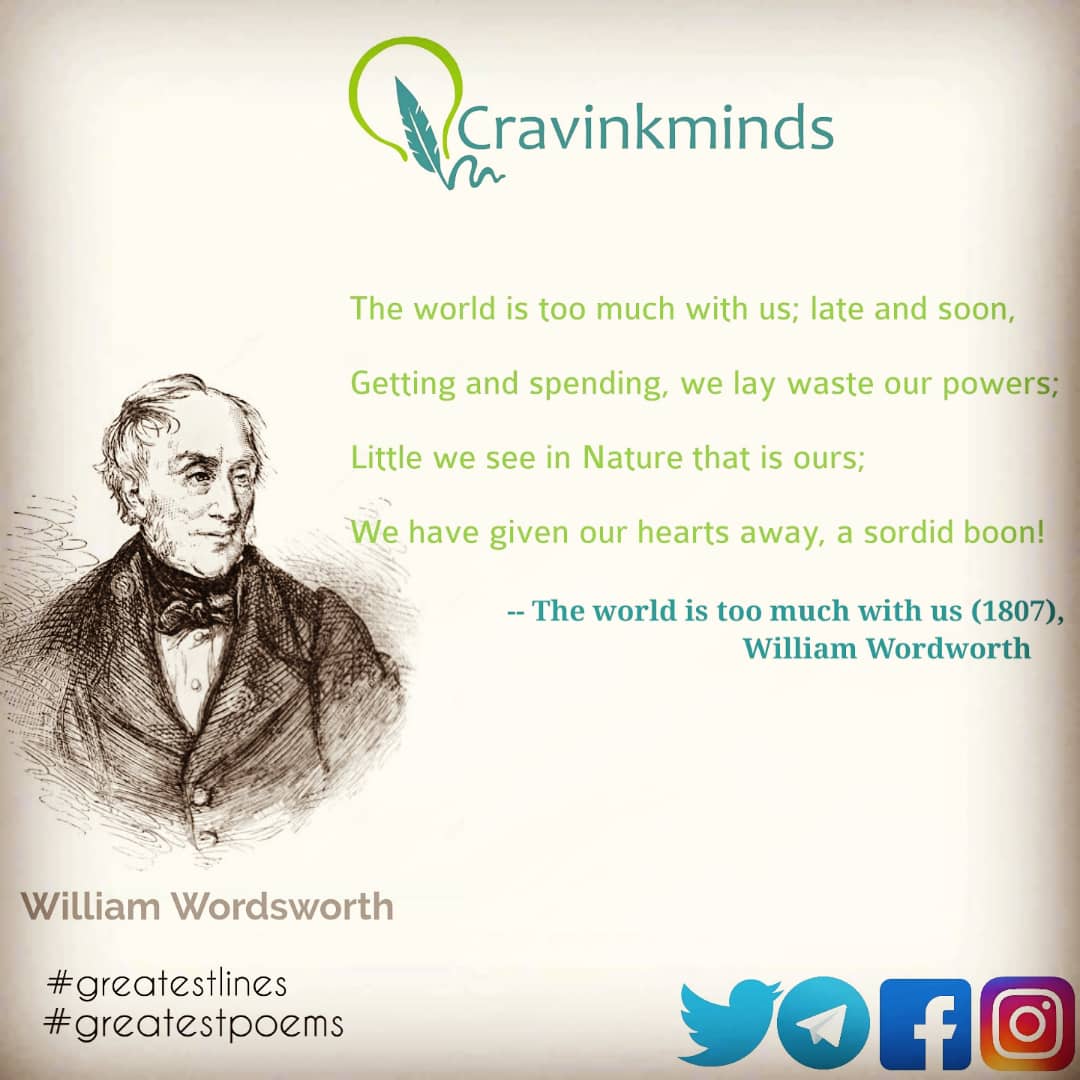 Cravinkminds
The world is too much with us; late and soon,
Getting and spending, we lay waste our powers;
Little we see in Nature that is ours;
We have given our hearts away, a sordid boon!
-- The world is too much with us (1807),
William Wordworth
William Wordsworth
#greatestlines
#greatestpoems